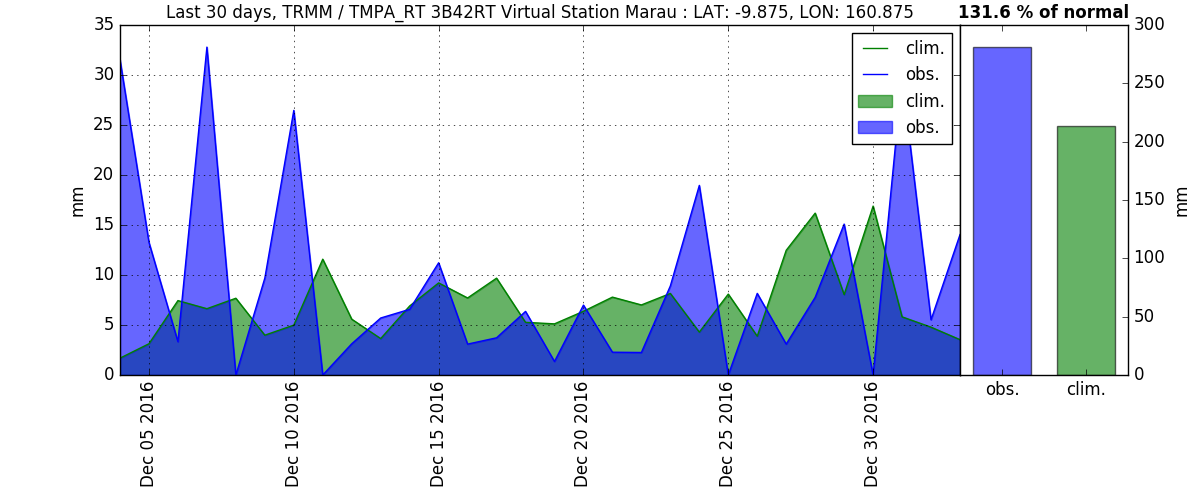 Last 30 days, TRMM / TMPA_RT 3B42RT Virtual Station Marau : LAT: -9.875, LON: 160.875
131.6 % of normal
35
30
25
20
15
10
5
0
mm
clim.
obs.
clim.
obs.
Dec 05 2016
Dec 10 2016
Dec 15 2016
Dec 20 2016
Dec 25 2016
Dec 30 2016
300
250
200
150
100
50
0
mm
obs.
clim.